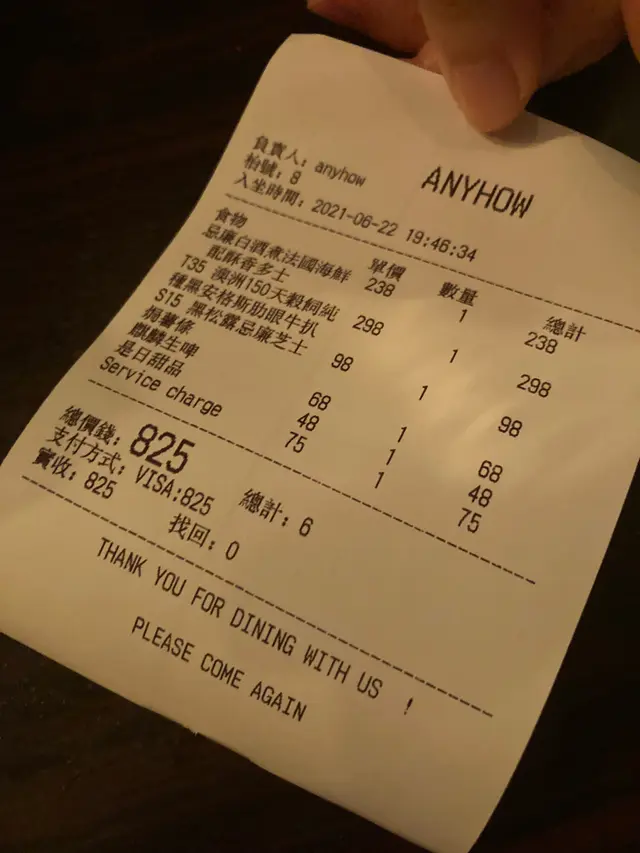 ANYHOW
負責人：anyhow
枱號：8
入坐時間：2021-06-22 19:46:34
食物 單價 數量 總計
忌廉白酒煮法國海鮮 238 1 238
配酥香多士
T35 澳洲150天穀飼純 298 1 298
種黑安格斯肋眼牛扒
S15 黑松露忌廉芝士 98 1 98
焗薯條
麒麟生啤 68 1 68
是日甜品 48 1 48
Service charge 75 1 75
總價錢：825 總計：6
支付方式：VISA:825
實收：825 找回：0
THANK YOU FOR DINING WITH US !
PLEASE COME AGAIN